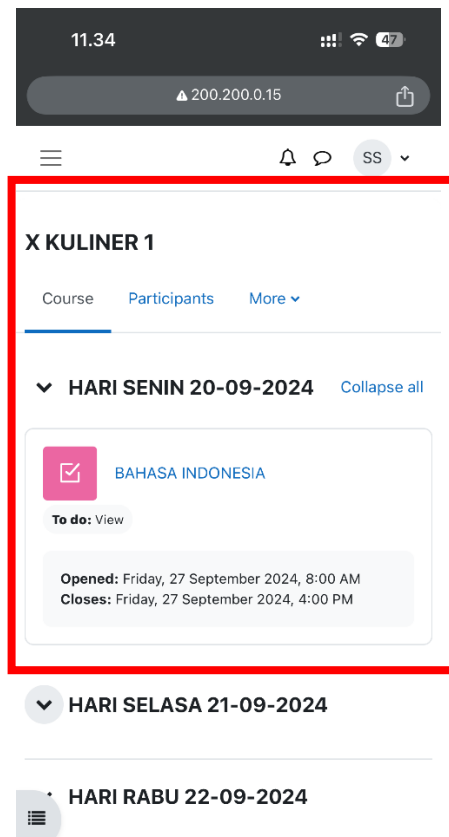 11.34
47
200.200.0.15
SS
X KULINER 1
Course Participants More
HARI SENIN 20-09-2024 Collapse all
BAHASA INDONESIA
To do: View
Opened: Friday, 27 September 2024, 8:00 AM
Closes: Friday, 27 September 2024, 4:00 PM
HARI SELASA 21-09-2024
HARI RABU 22-09-2024